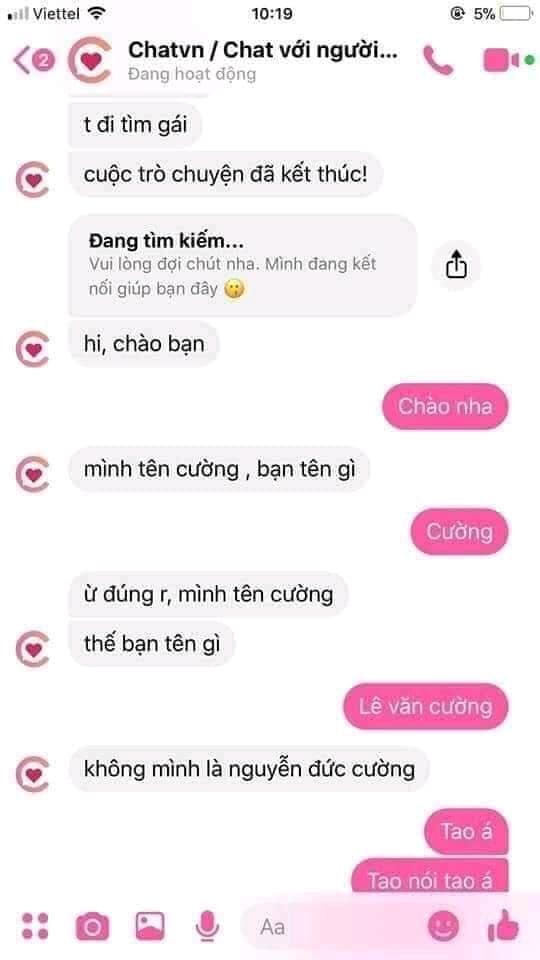 Viettel
10:19
5%
2
Chatvn / Chat với người...
Đang hoạt động
t đi tìm gái
cuộc trò chuyện đã kết thúc!
Đang tìm kiếm...
Vui lòng đợi chút nha. Mình đang kết
nối giúp bạn đây 😗
hi, chào bạn
Chào nha
mình tên cường , bạn tên gì
Cường
ừ đúng r, mình tên cường
thế bạn tên gì
Lê văn cường
không mình là nguyễn đức cường
Tao á
Tao nói tao á
Aa